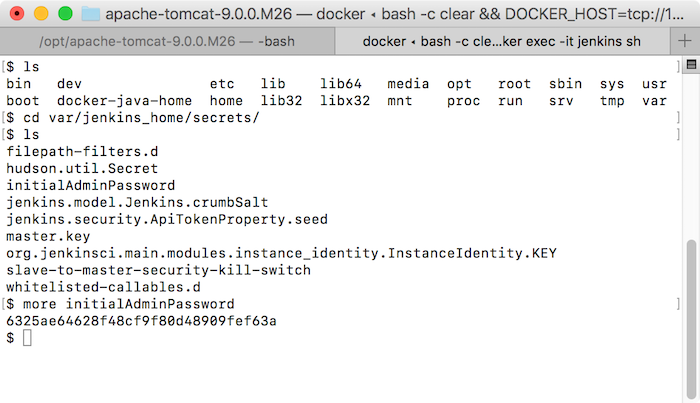 apache-tomcat-9.0.0.M26 — docker ‹ bash -c clear && DOCKER_HOST=tcp://1...
/opt/apache-tomcat-9.0.0.M26 — -bash docker ‹ bash -c cle...ker exec -it jenkins sh +
[$ ls ]
bin dev etc lib lib64 media opt root sbin sys usr
boot docker-java-home home lib32 libx32 mnt proc run srv tmp var
[$ cd var/jenkins_home/secrets/ ]
[$ ls ]
filepath-filters.d
hudson.util.Secret
initialAdminPassword
jenkins.model.Jenkins.crumbSalt
jenkins.security.ApiTokenProperty.seed
master.key
org.jenkinsci.main.modules.instance_identity.InstanceIdentity.KEY
slave-to-master-security-kill-switch
whitelisted-callables.d
[$ more initialAdminPassword ]
6325ae64628f48cf9f80d48909fef63a
$